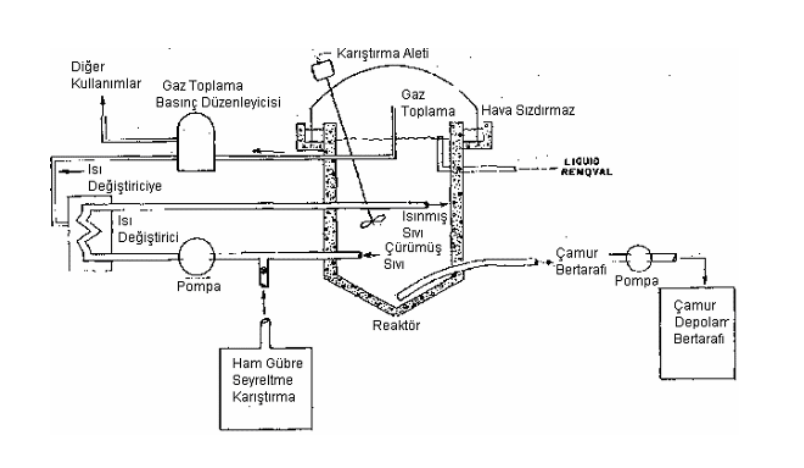 Karıştırma Aleti
Diğer
Kullanımlar
Gaz Toplama
Basınç Düzenleyicisi
Gaz
Toplama
Hava Sızdırmaz
LIQUID
REMOVAL
Isı
Değiştiriciye
Isı
Değiştirici
Isınmış
Sıvı
Çürümüş
Sıvı
Pompa
Çamur
Bertarafı
Pompa
Reaktör
Çamur
Depolam
Bertarafı
Ham Gübre
Seyreltme
Karıştırma